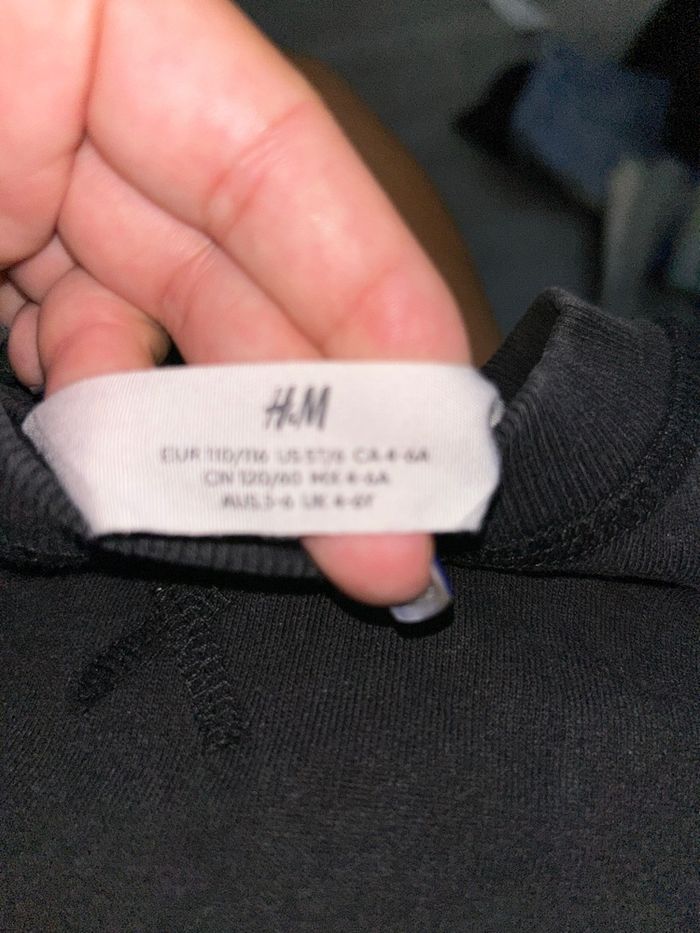 H&M
EUR 110/116 US 5T/6 CA 4-6A
CN 120/60 MEX 4-6A
AUS 5-6 UK 4-6Y